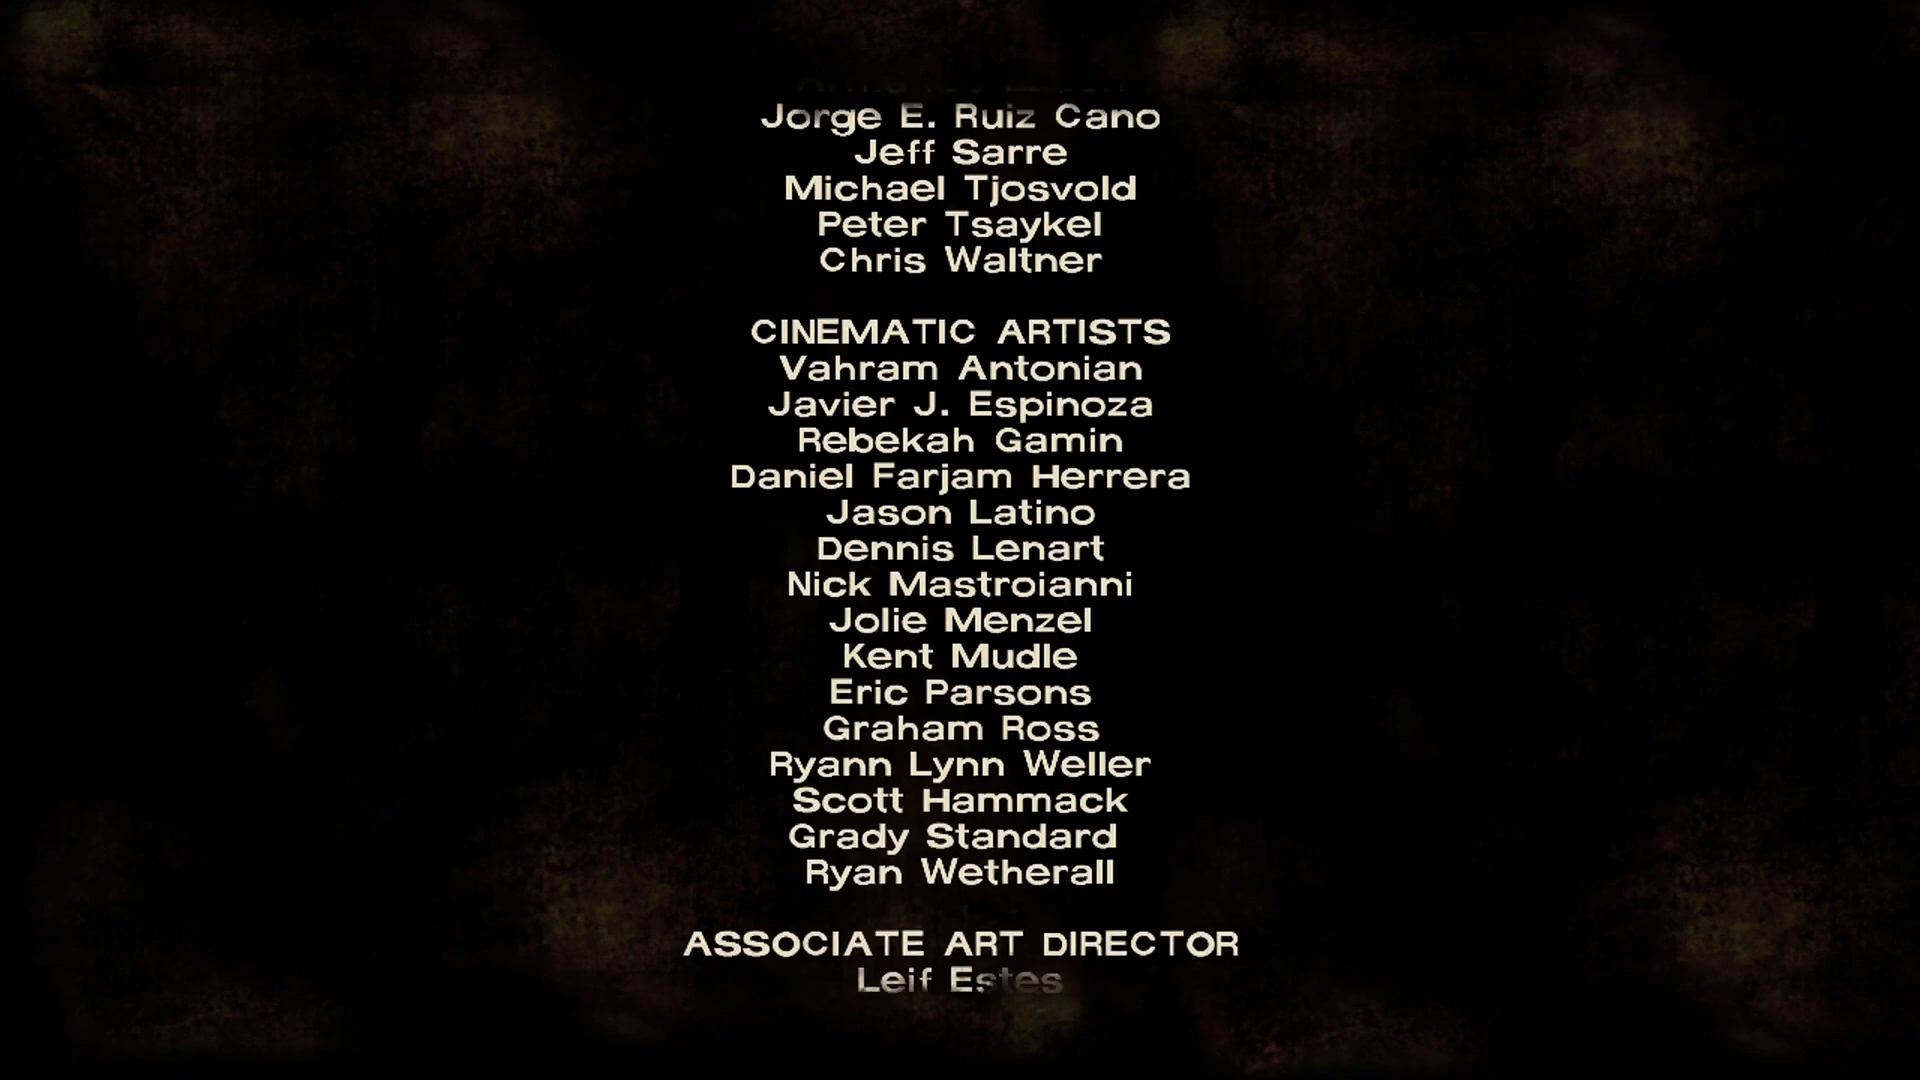 Jorge E. Ruiz Cano
Jeff Sarre
Michael Tjosvold
Peter Tsaykel
Chris Waltner
CINEMATIC ARTISTS
Vahram Antonian
Javier J. Espinoza
Rebekah Gamin
Daniel Farjam Herrera
Jason Latino
Dennis Lenart
Nick Mastroianni
Jolie Menzel
Kent Mudle
Eric Parsons
Graham Ross
Ryann Lynn Weller
Scott Hammack
Grady Standard
Ryan Wetherall
ASSOCIATE ART DIRECTOR
Leif Estes